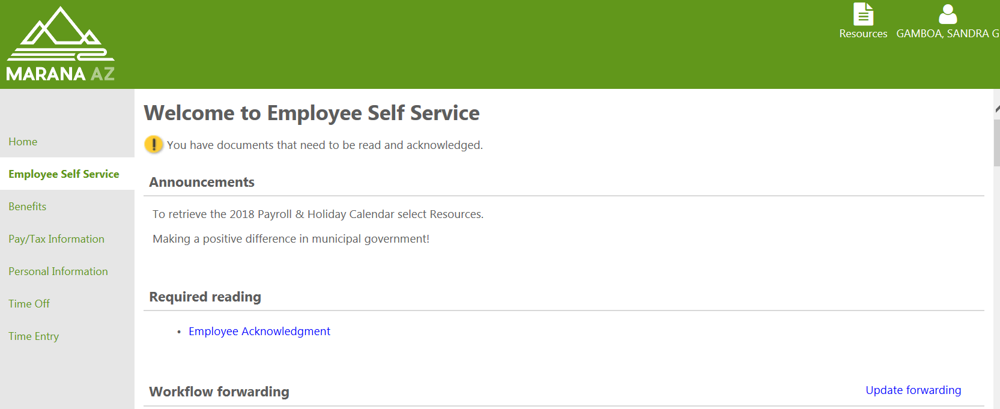 MARANA AZ
Resources
GAMBOA, SANDRA G
Home
Employee Self Service
Benefits
Pay/Tax Information
Personal Information
Time Off
Time Entry
Welcome to Employee Self Service
You have documents that need to be read and acknowledged.
Announcements
To retrieve the 2018 Payroll & Holiday Calendar select Resources.
Making a positive difference in municipal government!
Required reading
• Employee Acknowledgment
Workflow forwarding
Update forwarding